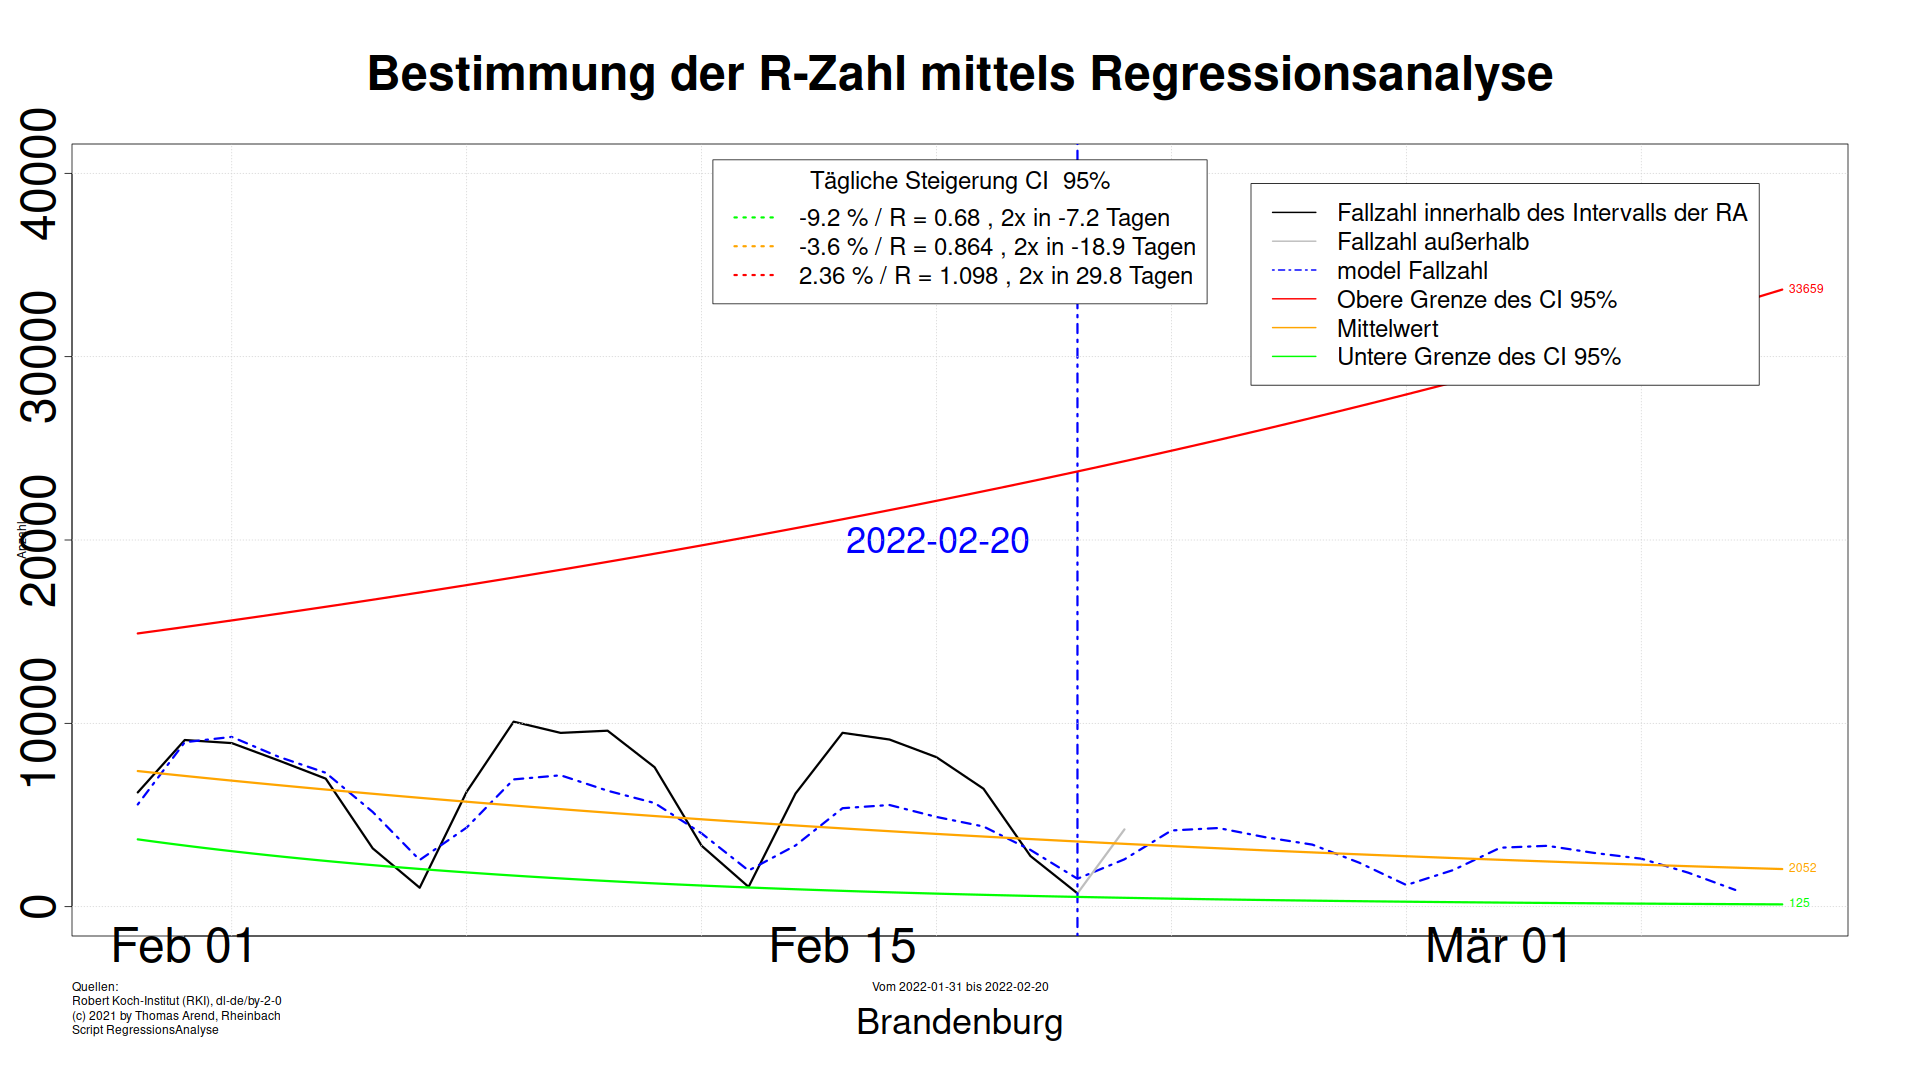 Bestimmung der R-Zahl mittels Regressionsanalyse
Tägliche Steigerung CI  95%
-9.2 % / R = 0.68 , 2x in -7.2 Tagen
-3.6 % / R = 0.864 , 2x in -18.9 Tagen
2.36 % / R = 1.098 , 2x in 29.8 Tagen
Fallzahl innerhalb des Intervalls der RA
Fallzahl außerhalb
model Fallzahl
Obere Grenze des CI 95%
Mittelwert
Untere Grenze des CI 95%
40000
30000
20000
10000
0
Anzahl
2022-02-20
33659
2052
125
Feb 01
Feb 15
Mär 01
Vom 2022-01-31 bis 2022-02-20
Brandenburg
Quellen:
Robert Koch-Institut (RKI), dl-de/by-2-0
(c) 2021 by Thomas Arend, Rheinbach
Script RegressionsAnalyse